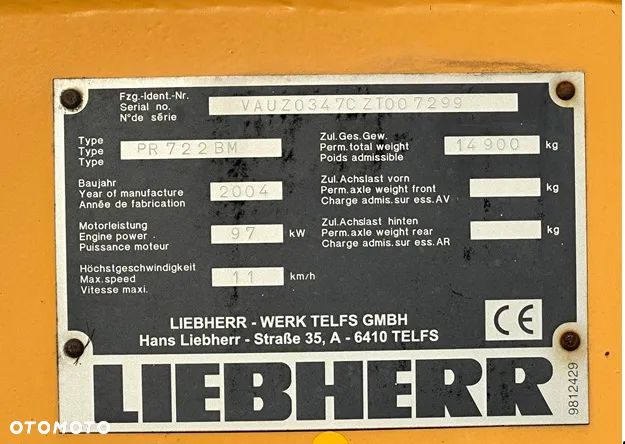 Fzg.-Ident.-Nr.
Serial no.
N°de série
VAUZ0347CZT007299
Type
Type
Type
PR722BM
Zul.Ges.Gew.
Perm.total weight
Poids admissible
14900 kg
Baujahr
Year of manufacture
Année de fabrication
2004
Zul.Achslast vorn
Perm.axle weight front
Charge admis.sur ess.AV
kg
Motorleistung
Engine power
Puissance moteur
97 kW
Zul.Achslast hinten
Perm.axle weight rear
Charge admis.sur ess.AR
kg
Höchstgeschwindigkeit
Max.speed
Vitesse maxi.
11 km/h
LIEBHERR - WERK TELFS GMBH
Hans Liebherr - Straße 35, A - 6410 TELFS
CE
LIEBHERR
9812429
OTOMOTO